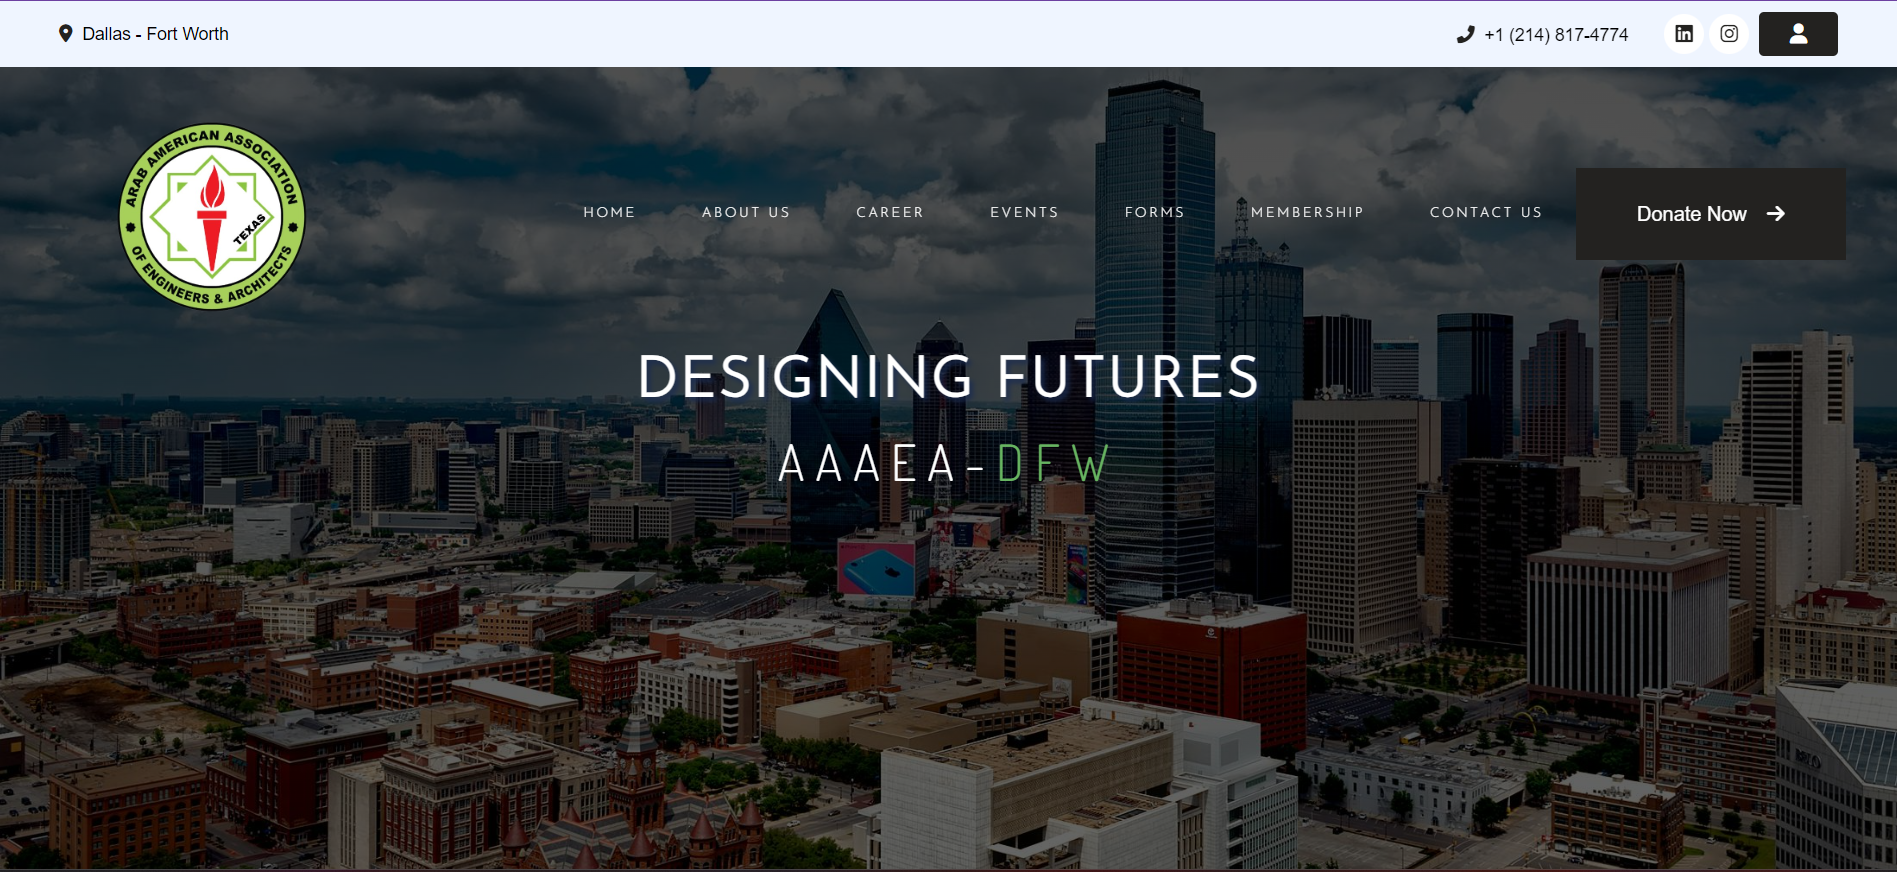 Dallas - Fort Worth
+1 (214) 817-4774
ARAB AMERICAN ASSOCIATION
OF ENGINEERS & ARCHITECTS
TEXAS
HOME
ABOUT US
CAREER
EVENTS
FORMS
MEMBERSHIP
CONTACT US
Donate Now
DESIGNING FUTURES
AAAEA-DFW